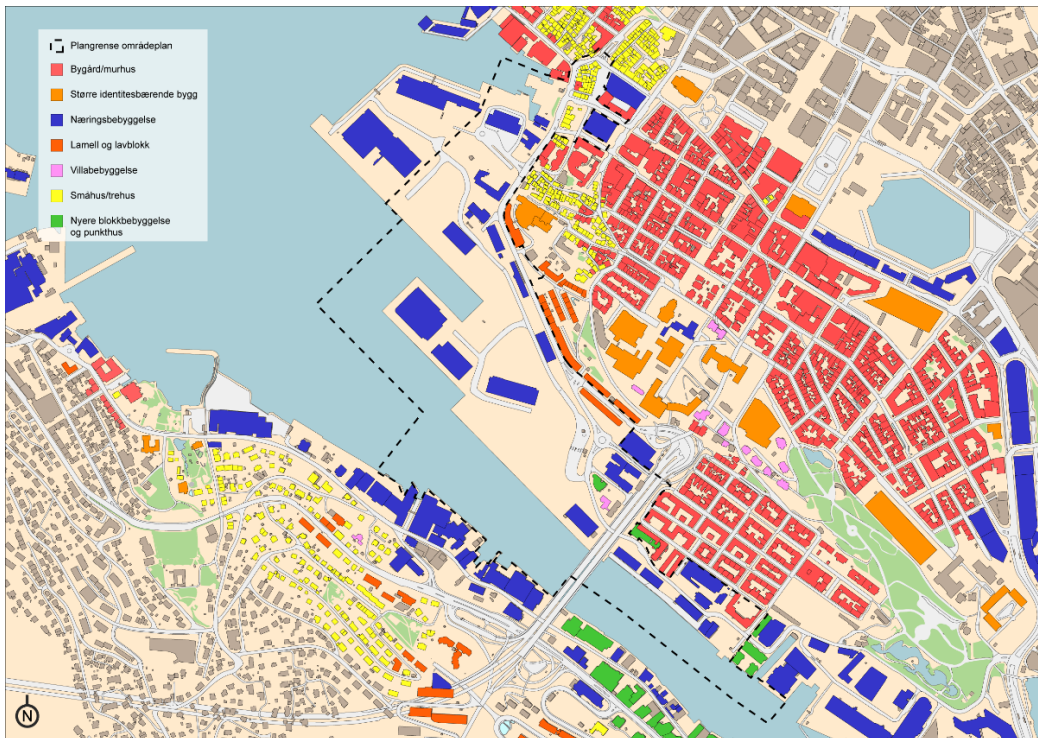 Plangrense områdeplan
Bygård/murhus
Større identitesbærende bygg
Næringsbebyggelse
Lamell og lavblokk
Villabebyggelse
Småhus/trehus
Nyere blokkbebyggelse
og punkthus
N